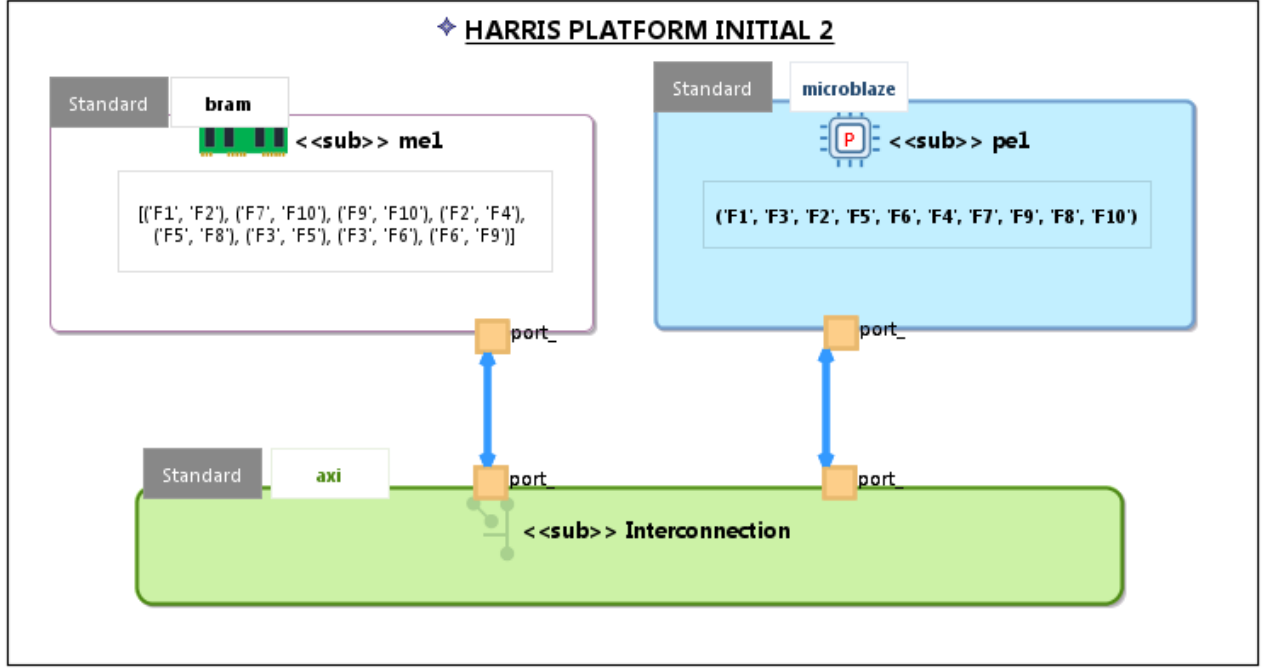 HARRIS PLATFORM INITIAL 2
Standard
bram
<<sub>> me1
[('F1', 'F2'), ('F7', 'F10'), ('F9', 'F10'), ('F2', 'F4'),
('F5', 'F8'), ('F3', 'F5'), ('F3', 'F6'), ('F6', 'F9')]
port_
Standard
microblaze
P
<<sub>> pe1
('F1', 'F3', 'F2', 'F5', 'F6', 'F4', 'F7', 'F9', 'F8', 'F10')
port_
Standard
axi
port_
port_
<<sub>> Interconnection